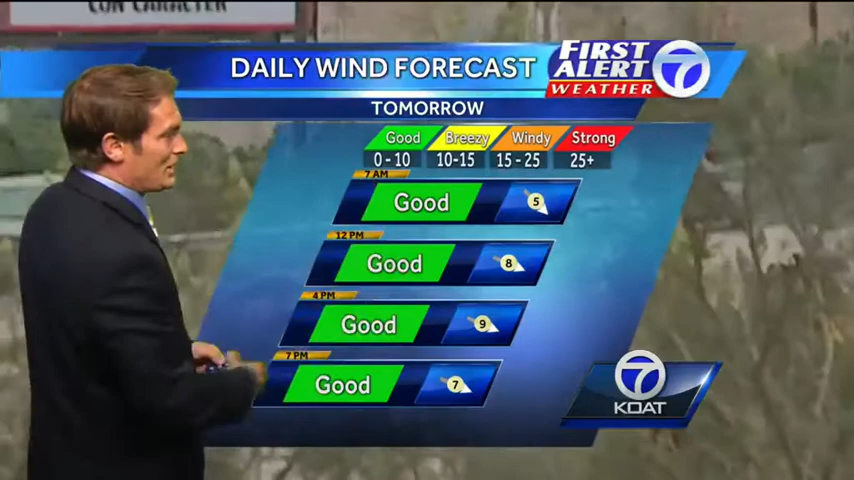 CON CARACTER
DAILY WIND FORECAST
FIRST
ALERT
WEATHER
7
TOMORROW
Good Breezy Windy Strong
0-10 10-15 15-25 25+
7 AM
Good 5
12 PM
Good 8
4 PM
Good 9
7 PM
Good 7
7
KOAT